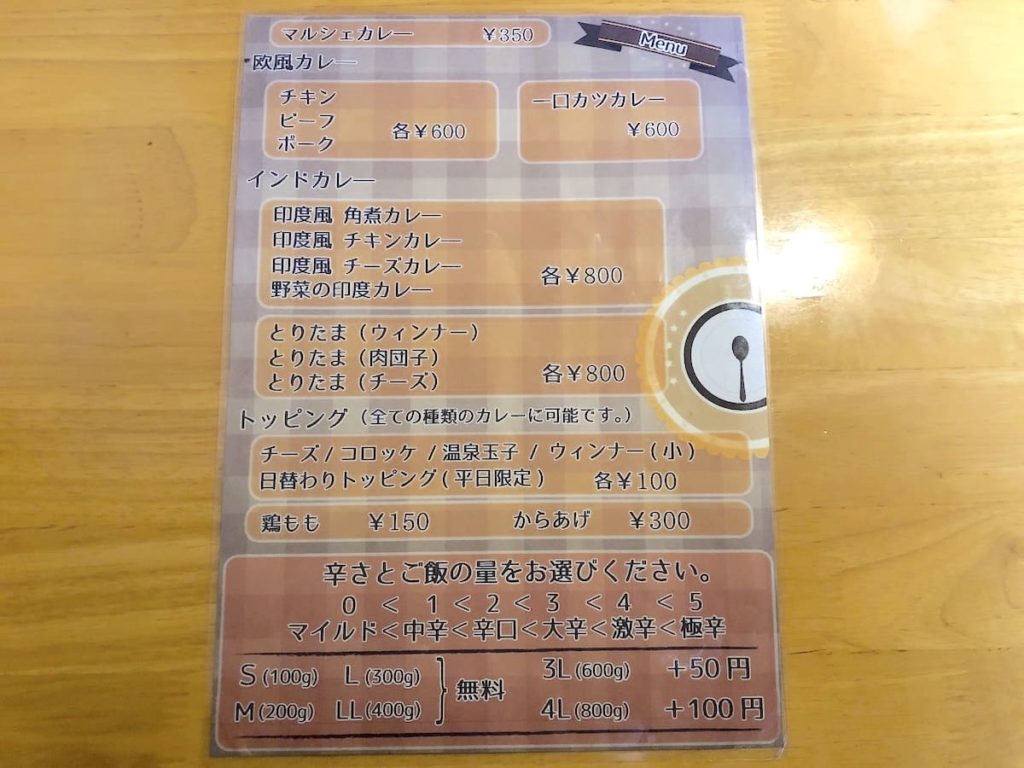 マルシェカレー ¥350
Menu
欧風カレー
チキン
ビーフ
ポーク
各¥600
一口カツカレー
¥600
インドカレー
印度風 角煮カレー
印度風 チキンカレー
印度風 チーズカレー
野菜の印度カレー
各¥800
とりたま（ウィンナー）
とりたま（肉団子）
とりたま（チーズ）
各¥800
トッピング（全ての種類のカレーに可能です。）
チーズ/コロッケ /温泉玉子 / ウィンナー(小)
日替わりトッピング(平日限定) 各¥100
鶏もも ¥150 からあげ ¥300
辛さとご飯の量をお選びください。
0 < 1 < 2 < 3 < 4 < 5
マイルド<中辛<辛口<大辛<激辛<極辛
S(100g) L(300g)
M(200g) LL(400g)
無料
3L(600g) +50円
4L(800g) +100円